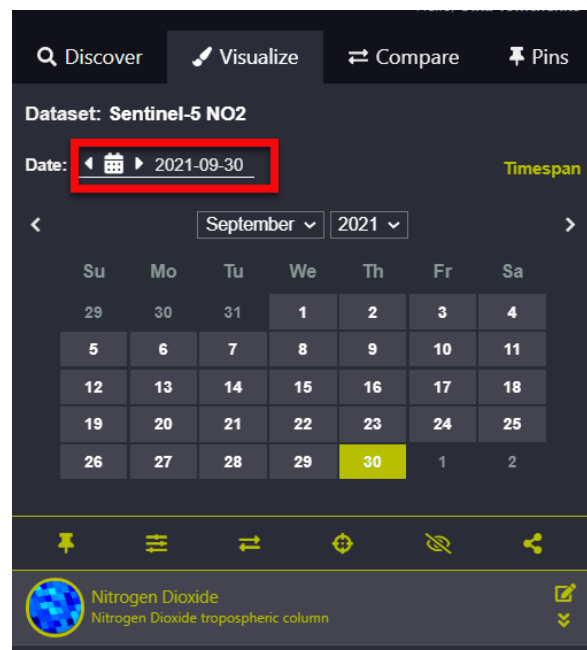 Discover Visualize Compare Pins
Dataset: Sentinel-5 NO2
Date: 2021-09-30
Timespan
September 2021
Su Mo Tu We Th Fr Sa
29 30 31 1 2 3 4
5 6 7 8 9 10 11
12 13 14 15 16 17 18
19 20 21 22 23 24 25
26 27 28 29 30 1 2
Nitrogen Dioxide
Nitrogen Dioxide tropospheric column